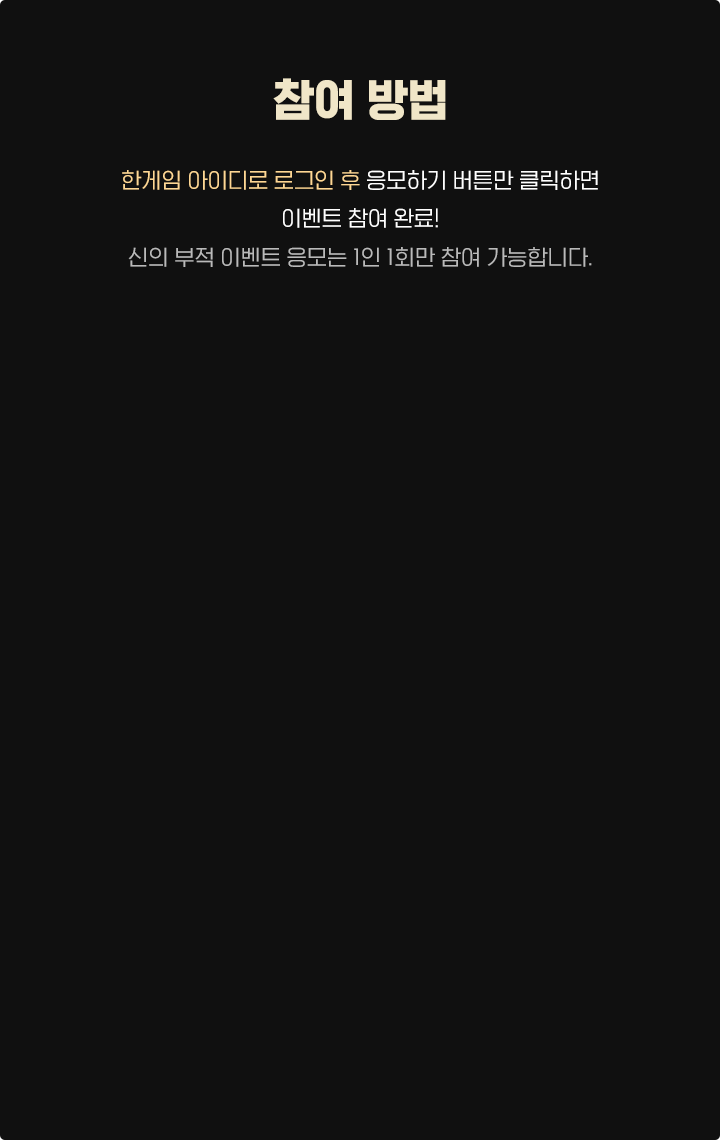 참여 방법
한게임 아이디로 로그인 후 응모하기 버튼만 클릭하면
이벤트 참여 완료!
신의 부적 이벤트 응모는 1인 1회만 참여 가능합니다.